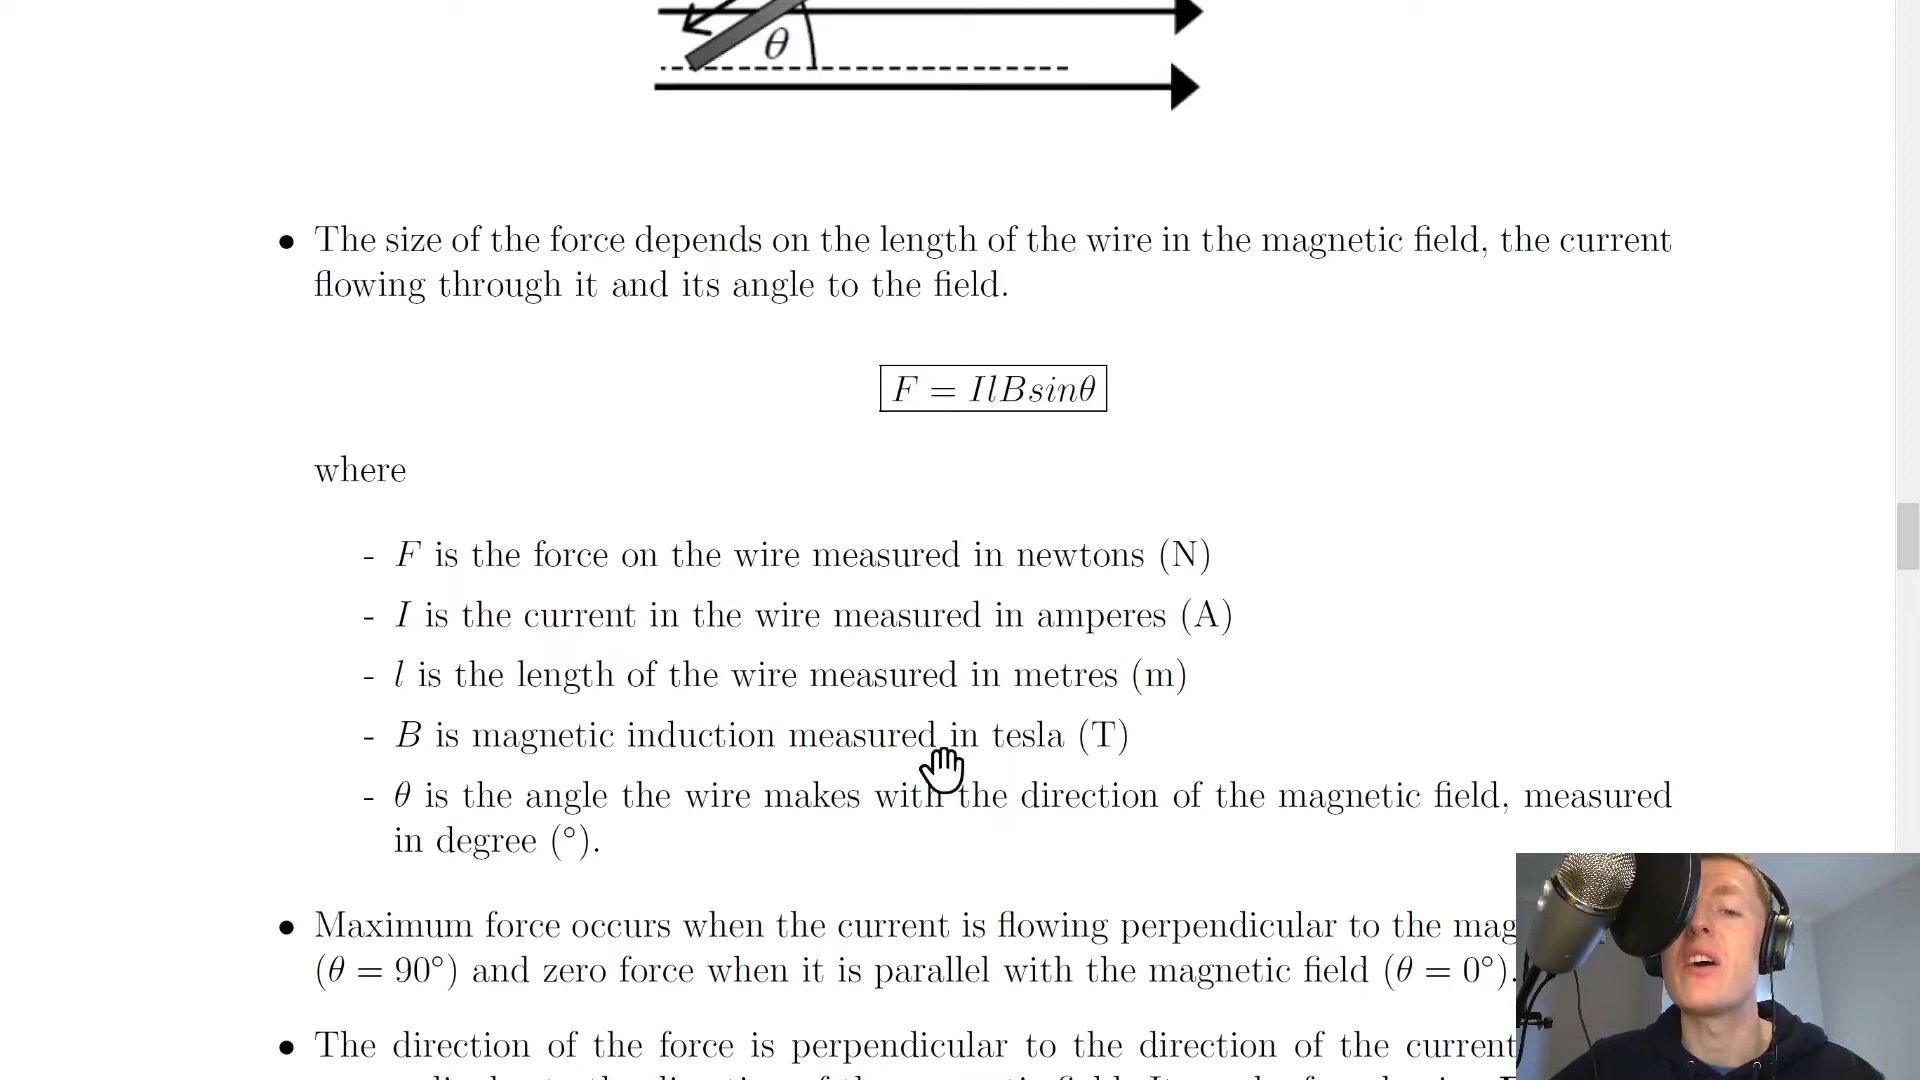 θ
• The size of the force depends on the length of the wire in the magnetic field, the current
flowing through it and its angle to the field.
F = IlBsinθ
where
- F is the force on the wire measured in newtons (N)
- I is the current in the wire measured in amperes (A)
- l is the length of the wire measured in metres (m)
- B is magnetic induction measured in tesla (T)
- θ is the angle the wire makes with the direction of the magnetic field, measured
in degree (°).
• Maximum force occurs when the current is flowing perpendicular to the mag
(θ = 90°) and zero force when it is parallel with the magnetic field (θ = 0°).
• The direction of the force is perpendicular to the direction of the current